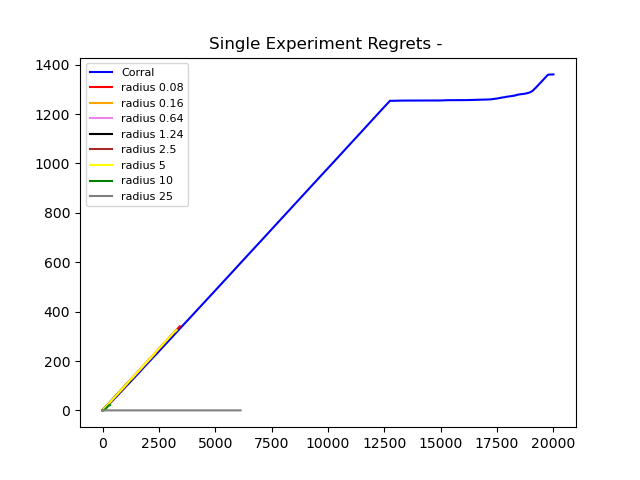 Single Experiment Regrets -
1400
1200
1000
800
600
400
200
0
Corral
radius 0.08
radius 0.16
radius 0.64
radius 1.24
radius 2.5
radius 5
radius 10
radius 25
0 2500 5000 7500 10000 12500 15000 17500 20000